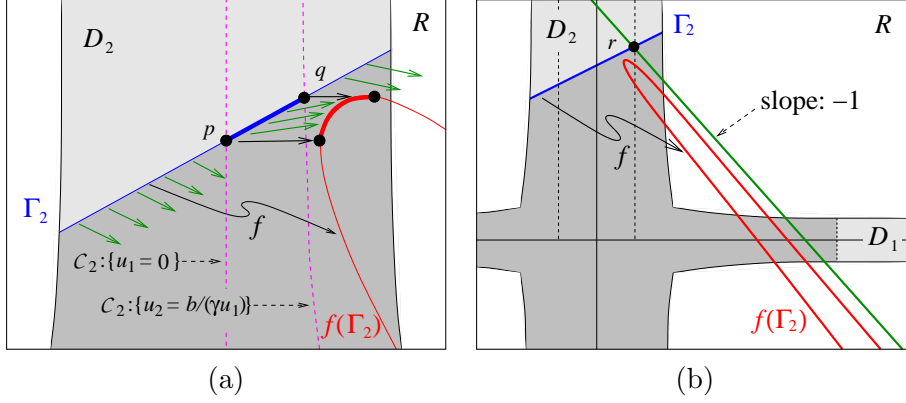 D₂
R
q
p
Γ₂
f
C₂:{u₁ = 0 }
C₂:{u₂ = b/(γu₁)}
f(Γ₂)
(a)
D₂
Γ₂
R
r
slope: −1
f
D₁
f(Γ₂)
(b)